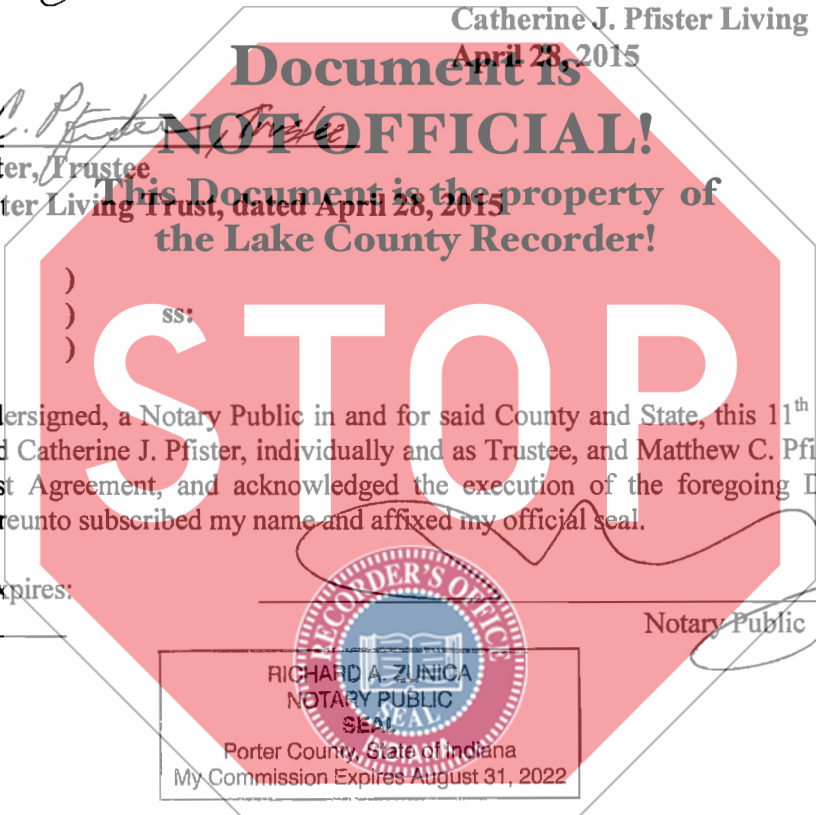 Catherine J. Pfister Living
April 28, 2015
Document is
NOT OFFICIAL!
C. Pfister, Trustee
ter, Trustee
This Document is the property of
ter Living Trust, dated April 28, 2015
the Lake County Recorder!
)
) ss:
)
STOP
dersigned, a Notary Public in and for said County and State, this 11th
d Catherine J. Pfister, individually and as Trustee, and Matthew C. Pfi
st Agreement, and acknowledged the execution of the foregoing D
reunto subscribed my name and affixed my official seal.
xpires:
Notary Public
RECORDER'S OFFICE
SEAL
INDIANA
RICHARD A. ZUNICA
NOTARY PUBLIC
SEAL
Porter County, State of Indiana
My Commission Expires August 31, 2022